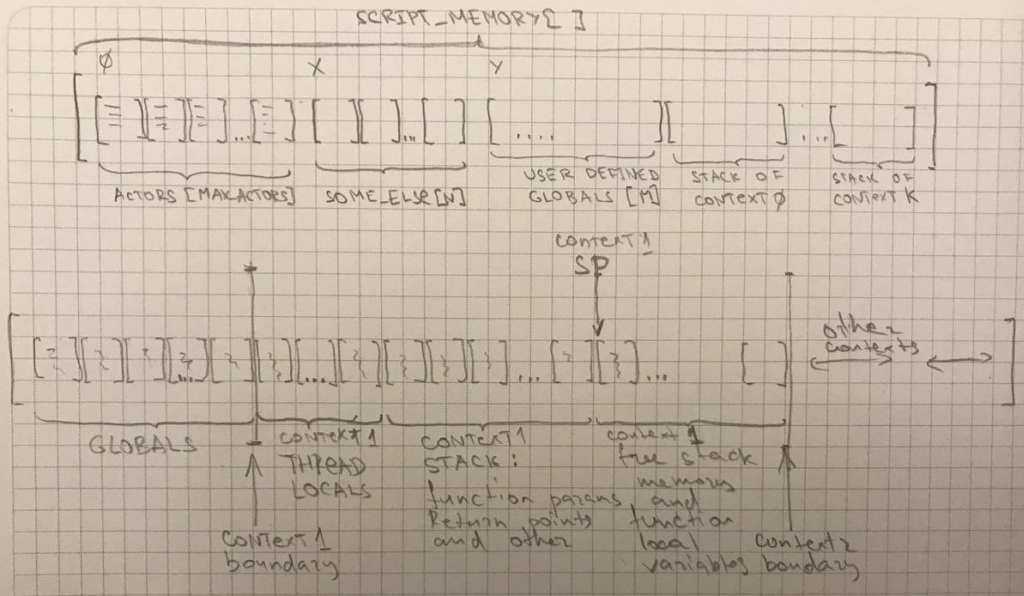 SCRIPT_MEMORY[ ]
Ø X Y
[ ][ ][ ]...[ ] [ ][ ]...[ ] [ .... ][ ]....[ ]
ACTORS [MAX_ACTORS]
SOME_ELSE[N]
USER DEFINED
GLOBALS [M]
STACK OF
CONTEXT Ø
STACK OF
CONTEXT K
CONTEXT 1
SP
other
contexts
GLOBALS
CONTEXT 1
THREAD
LOCALS
CONTEXT 1
STACK:
function params
Return points
and other
context 1
free stack
memory
and
function
local
variables
CONTEXT 1
boundary
context 2
bondary